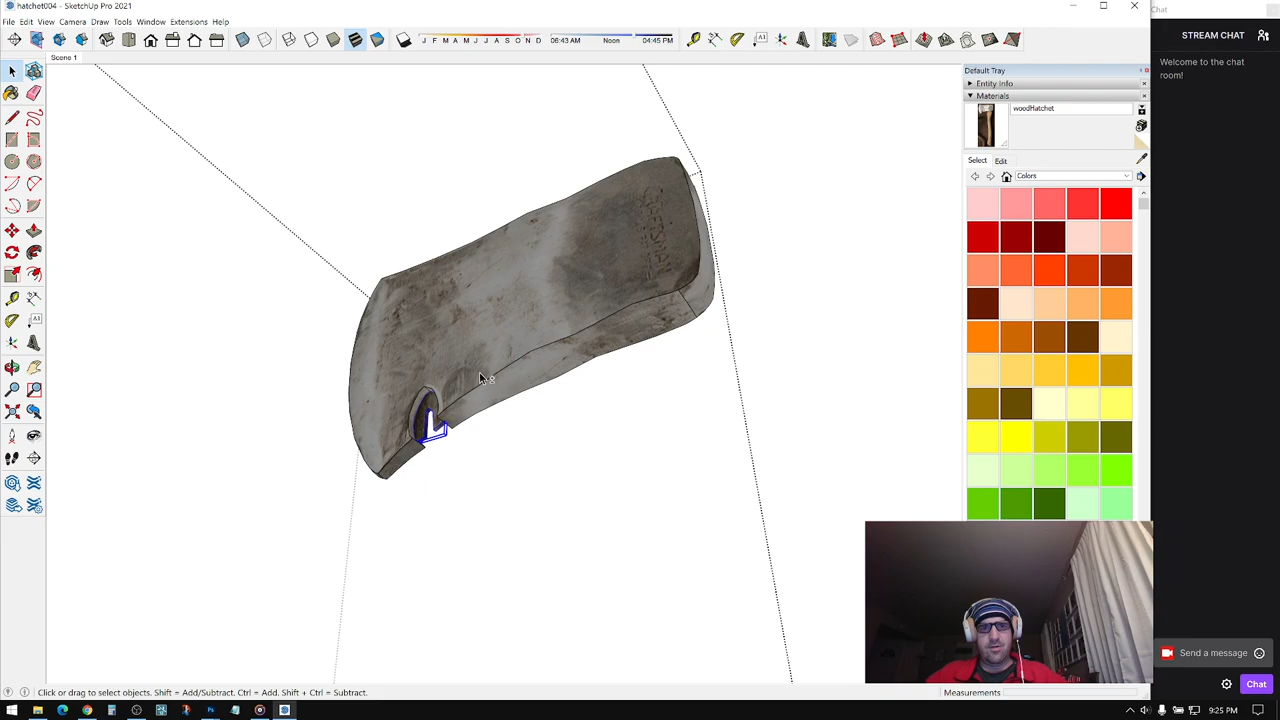 hatchet004 - SketchUp Pro 2021
File Edit View Camera Draw Tools Window Extensions Help
J F M A M J J A S O N D
06:43 AM Noon 04:45 PM
Scene 1
Default Tray
Entity Info
Materials
woodHatchet
Select Edit
Colors
Chat
STREAM CHAT
Welcome to the chat
room!
Send a message
Chat
Click or drag to select objects. Shift = Add/Subtract. Ctrl = Add. Shift + Ctrl = Subtract.
Measurements
9:25 PM